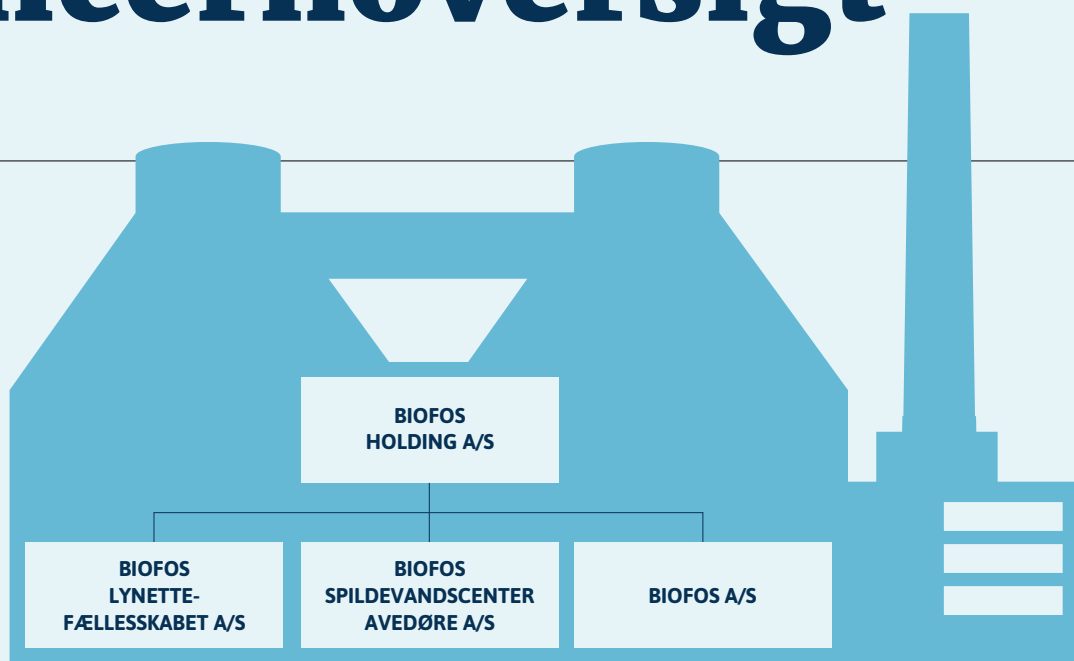 BIOFOS
HOLDING A/S
BIOFOS
LYNETTE-
FÆLLESSKABET A/S
BIOFOS
SPILDEVANDSCENTER
AVEDØRE A/S
BIOFOS A/S